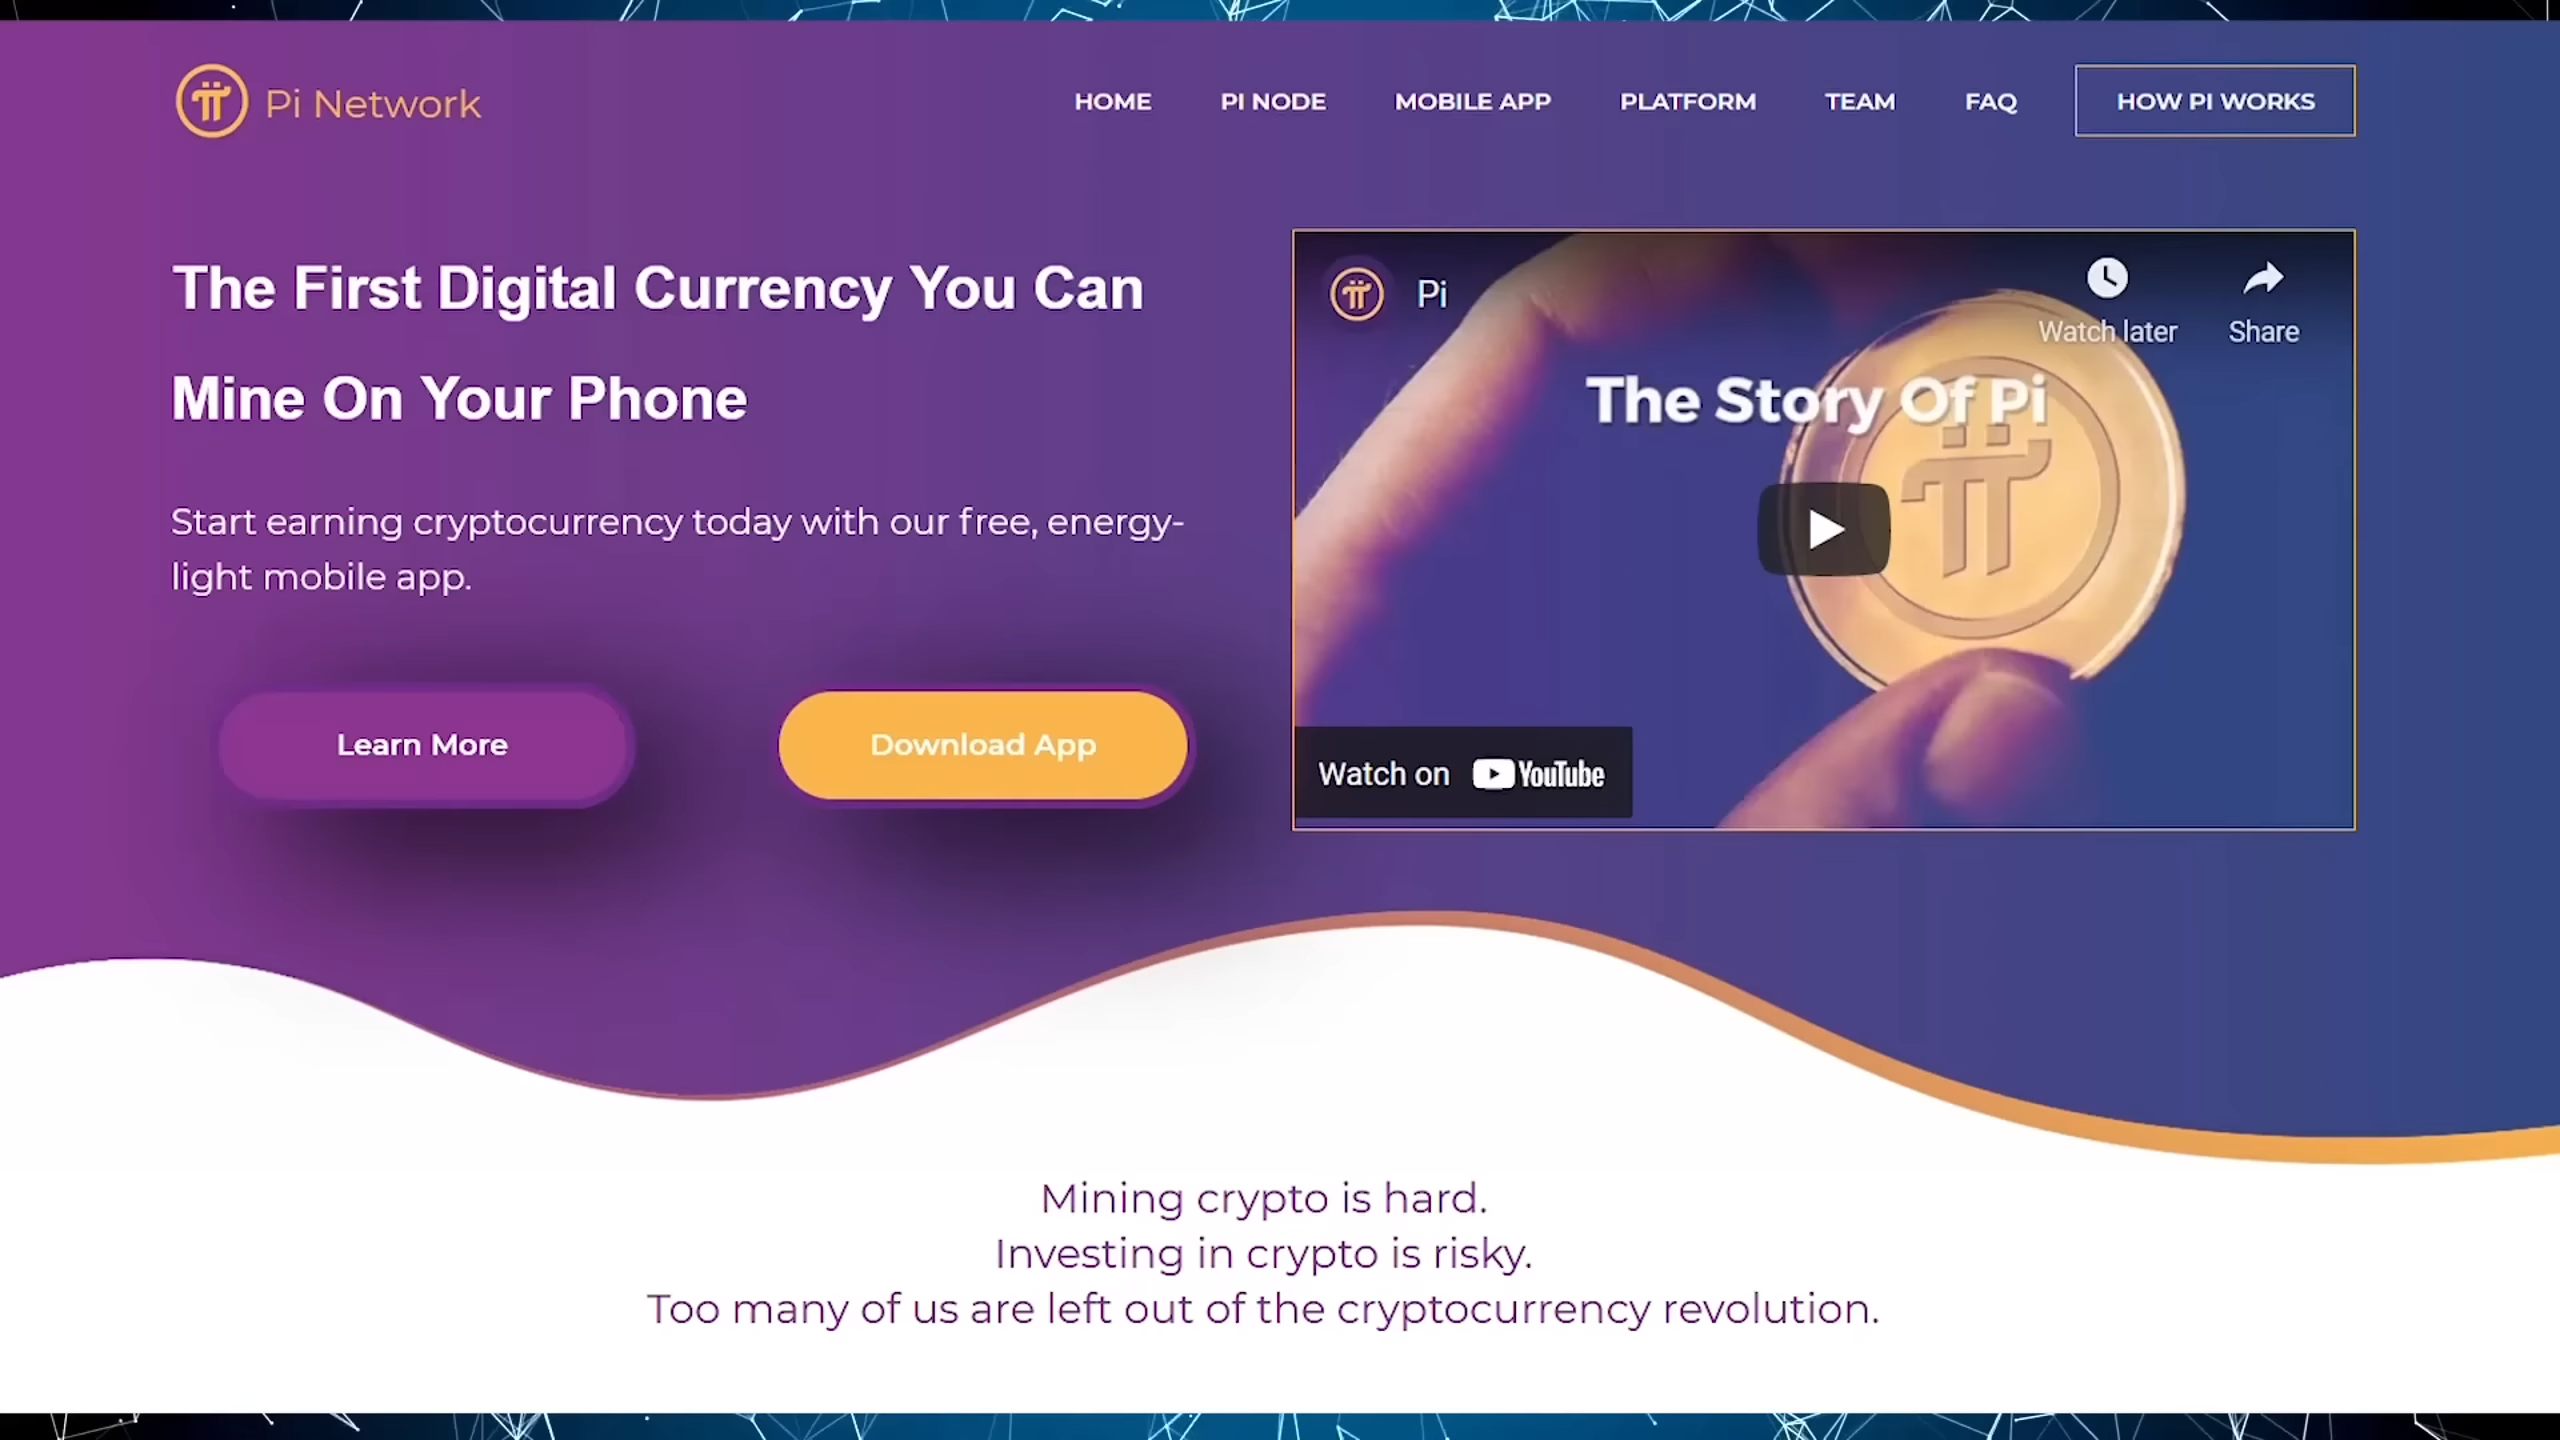 Pi Network
HOME
PI NODE
MOBILE APP
PLATFORM
TEAM
FAQ
HOW PI WORKS
The First Digital Currency You Can
Mine On Your Phone
Start earning cryptocurrency today with our free, energy-
light mobile app.
Learn More
Download App
Pi
Watch later
Share
The Story Of Pi
Watch on YouTube
Mining crypto is hard.
Investing in crypto is risky.
Too many of us are left out of the cryptocurrency revolution.